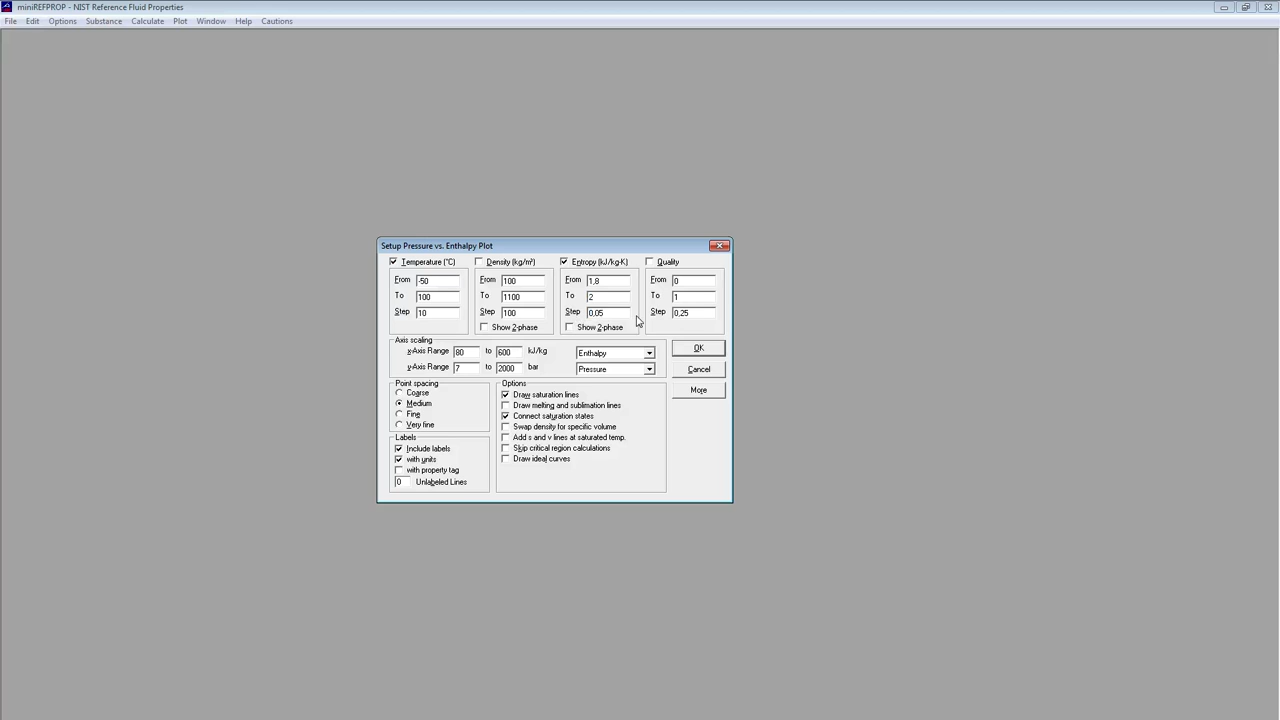 miniREFPROP - NIST Reference Fluid Properties
File Edit Options Substance Calculate Plot Window Help Cautions
Setup Pressure vs. Enthalpy Plot
Temperature (°C) Density (kg/m³) Entropy (kJ/kg-K) Quality
From -50 From 100 From 1,8 From 0
To 100 To 1100 To 2 To 1
Step 10 Step 100 Step 0,05 Step 0,25
Show 2-phase Show 2-phase
Axis scaling
x-Axis Range 80 to 600 kJ/kg Enthalpy
y-Axis Range 7 to 2000 bar Pressure
OK
Cancel
More
Point spacing
Coarse
Medium
Fine
Very fine
Labels
Include labels
with units
with property tag
0 Unlabeled Lines
Options
Draw saturation lines
Draw melting and sublimation lines
Connect saturation states
Swap density for specific volume
Add s and v lines at saturated temp.
Skip critical region calculations
Draw ideal curves